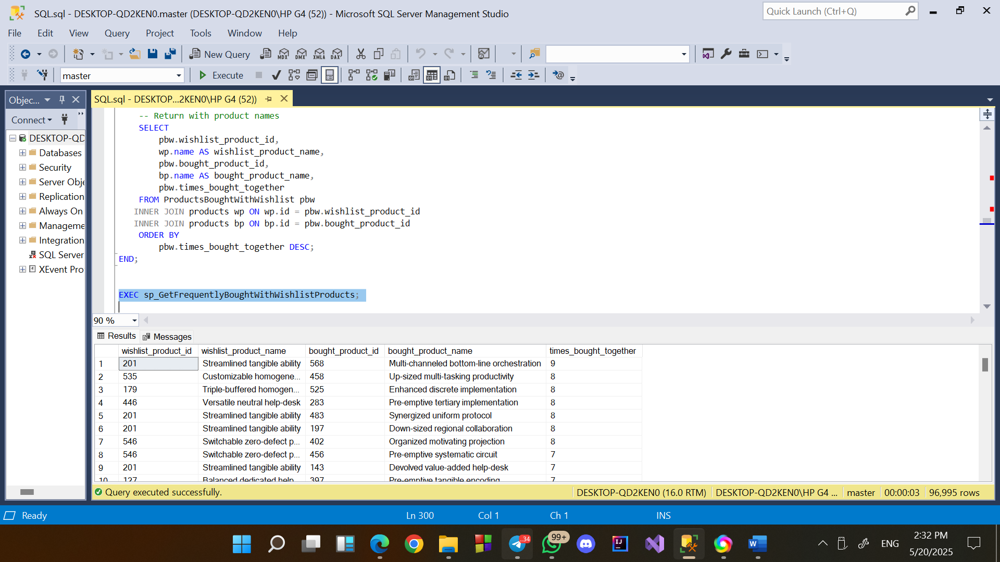 SQL.sql - DESKTOP-QD2KEN0.master (DESKTOP-QD2KEN0\HP G4 (52)) - Microsoft SQL Server Management Studio
Quick Launch (Ctrl+Q)
File Edit View Query Project Tools Window Help
New Query MDX DMX XMLA DAX
master Execute
Objec... SQL.sql - DESKTOP...2KEN0\HP G4 (52))
Connect
DESKTOP-QD
Databases
Security
Server Obje
Replication
Always On
Manageme
Integration
SQL Server
XEvent Pro
-- Return with product names
SELECT
pbw.wishlist_product_id,
wp.name AS wishlist_product_name,
pbw.bought_product_id,
bp.name AS bought_product_name,
pbw.times_bought_together
FROM ProductsBoughtWithWishlist pbw
INNER JOIN products wp ON wp.id = pbw.wishlist_product_id
INNER JOIN products bp ON bp.id = pbw.bought_product_id
ORDER BY
pbw.times_bought_together DESC;
END;
EXEC sp_GetFrequentlyBoughtWithWishlistProducts;
90 %
Results Messages
wishlist_product_id wishlist_product_name bought_product_id bought_product_name times_bought_together
1 201 Streamlined tangible ability 568 Multi-channeled bottom-line orchestration 9
2 535 Customizable homogene... 458 Up-sized multi-tasking productivity 8
3 179 Triple-buffered homogen... 525 Enhanced discrete implementation 8
4 446 Versatile neutral help-desk 283 Pre-emptive tertiary implementation 8
5 201 Streamlined tangible ability 483 Synergized uniform protocol 8
6 201 Streamlined tangible ability 197 Down-sized regional collaboration 8
7 546 Switchable zero-defect p... 402 Organized motivating projection 8
8 546 Switchable zero-defect p... 456 Pre-emptive systematic circuit 7
9 201 Streamlined tangible ability 143 Devolved value-added help-desk 7
10 127 Balanced dedicated help 397 Pre-emptive tangible encoding 7
Query executed successfully. DESKTOP-QD2KEN0 (16.0 RTM) DESKTOP-QD2KEN0\HP G4 ... master 00:00:03 96,995 rows
Ready Ln 300 Col 1 Ch 1 INS
..34 99+ IJ W ENG 2:32 PM
5/20/2025